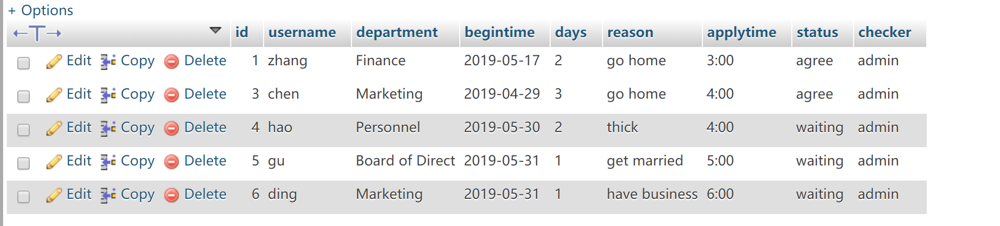 + Options
←T→ id username department begintime days reason applytime status checker
Edit Copy Delete 1 zhang Finance 2019-05-17 2 go home 3:00 agree admin
Edit Copy Delete 3 chen Marketing 2019-04-29 3 go home 4:00 agree admin
Edit Copy Delete 4 hao Personnel 2019-05-30 2 thick 4:00 waiting admin
Edit Copy Delete 5 gu Board of Direct 2019-05-31 1 get married 5:00 waiting admin
Edit Copy Delete 6 ding Marketing 2019-05-31 1 have business 6:00 waiting admin